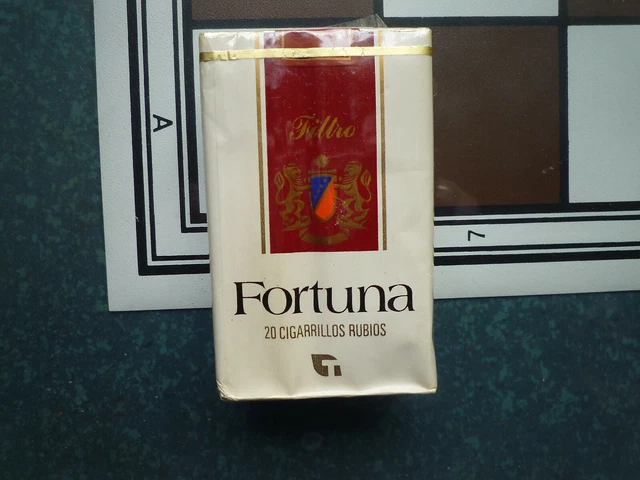 Filtro
Fortuna
20 CIGARRILLOS RUBIOS
A
7